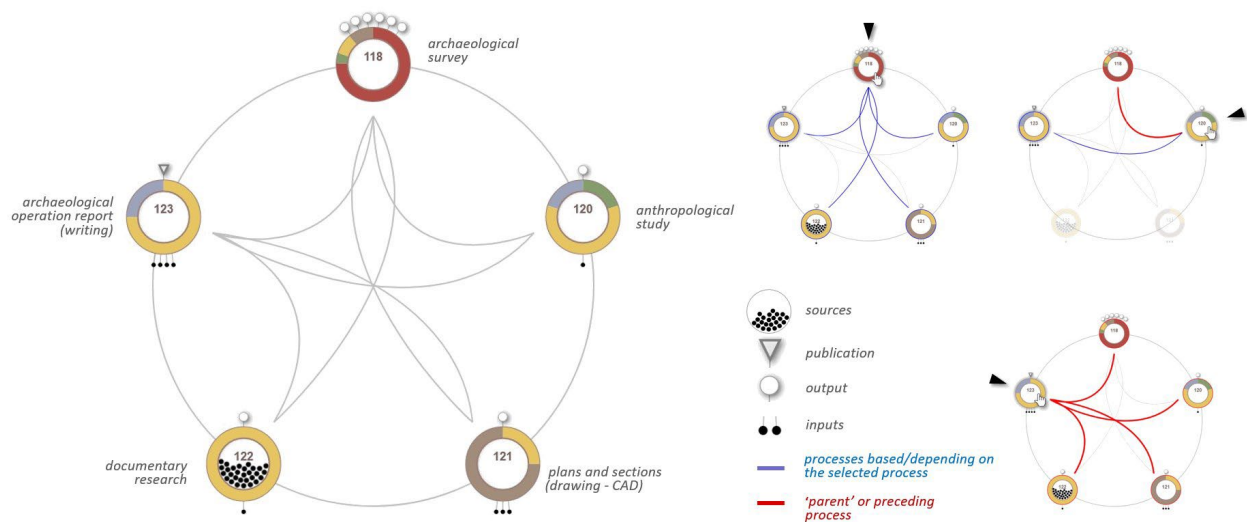 118
archaeological
survey
123
archaeological
operation report
(writing)
120
anthropological
study
122
documentary
research
121
plans and sections
(drawing - CAD)
118
123
120
122
121
118
123
120
sources
publication
output
inputs
processes based/depending on
the selected process
'parent' or preceding
process
118
123
120
122
121